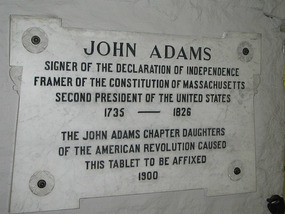 JOHN ADAMS
SIGNER OF THE DECLARATION OF INDEPENDENCE
FRAMER OF THE CONSTITUTION OF MASSACHUSETTS
SECOND PRESIDENT OF THE UNITED STATES
1735 — 1826
THE JOHN ADAMS CHAPTER DAUGHTERS
OF THE AMERICAN REVOLUTION CAUSED
THIS TABLET TO BE AFFIXED
1900